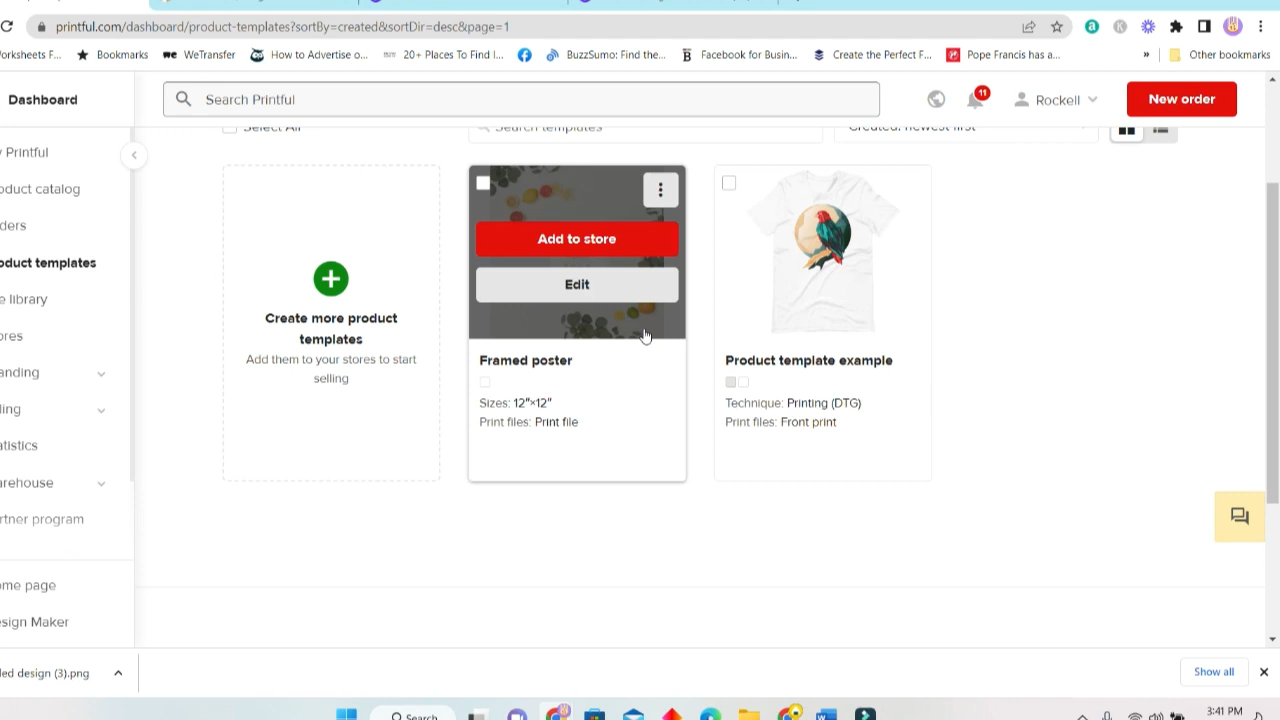 printful.com/dashboard/product-templates?sortBy=created&sortDir=desc&page=1
orksheets F... Bookmarks WeTransfer How to Advertise o... 20+ Places To Find I... BuzzSumo: Find the... Facebook for Busin... Create the Perfect F... Pope Francis has a... » Other bookmarks
Dashboard
Search Printful
11
Rockell
New order
Select All
Search templates
Created: newest first
y Printful
oduct catalog
ders
oduct templates
e library
ores
anding
ling
atistics
arehouse
rtner program
ome page
esign Maker
Create more product
templates
Add them to your stores to start
selling
Add to store
Edit
Framed poster
Sizes: 12″×12″
Print files: Print file
Product template example
Technique: Printing (DTG)
Print files: Front print
led design (3).png
Show all
Search
3:41 PM